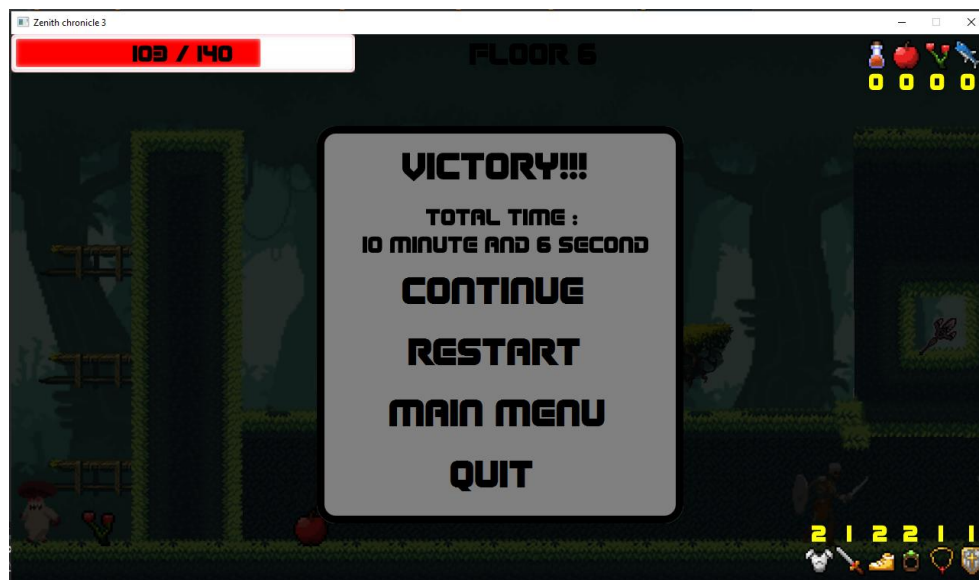 Zenith chronicle 3
103 / 140
FLOOR 6
0 0 0 0
VICTORY!!!
TOTAL TIME :
10 MINUTE AND 6 SECOND
CONTINUE
RESTART
MAIN MENU
QUIT
2 1 2 2 1 1